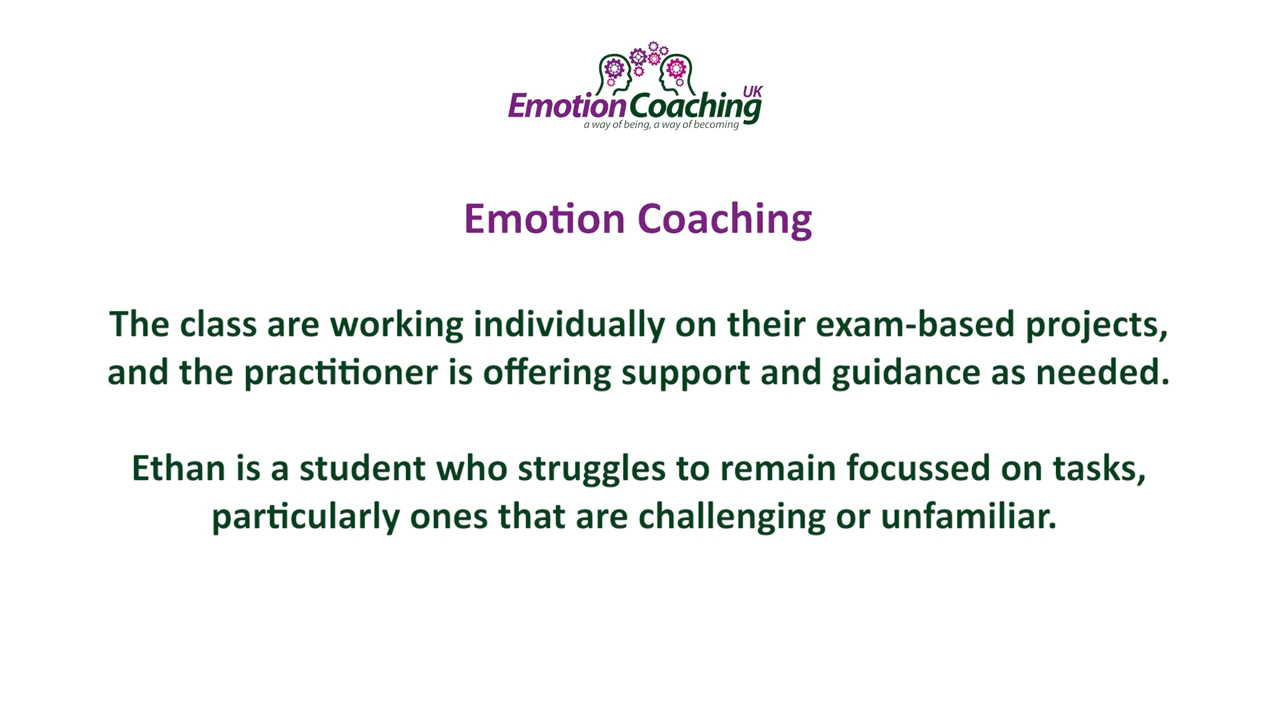 Emotion Coaching UK
a way of being, a way of becoming
Emotion Coaching
The class are working individually on their exam-based projects,
and the practitioner is offering support and guidance as needed.
Ethan is a student who struggles to remain focussed on tasks,
particularly ones that are challenging or unfamiliar.